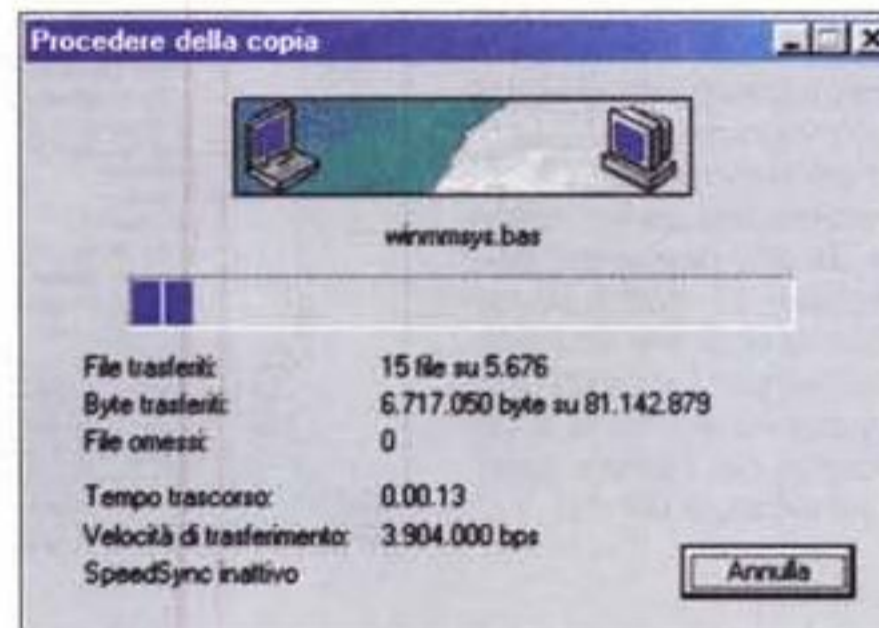 Procedere della copia
winmmsys.bas
File trasferiti: 15 file su 5.676
Byte trasferiti: 6.717.050 byte su 81.142.879
File omessi: 0
Tempo trascorso: 0.00.13
Velocità di trasferimento: 3.904.000 bps
SpeedSync inattivo
Annulla